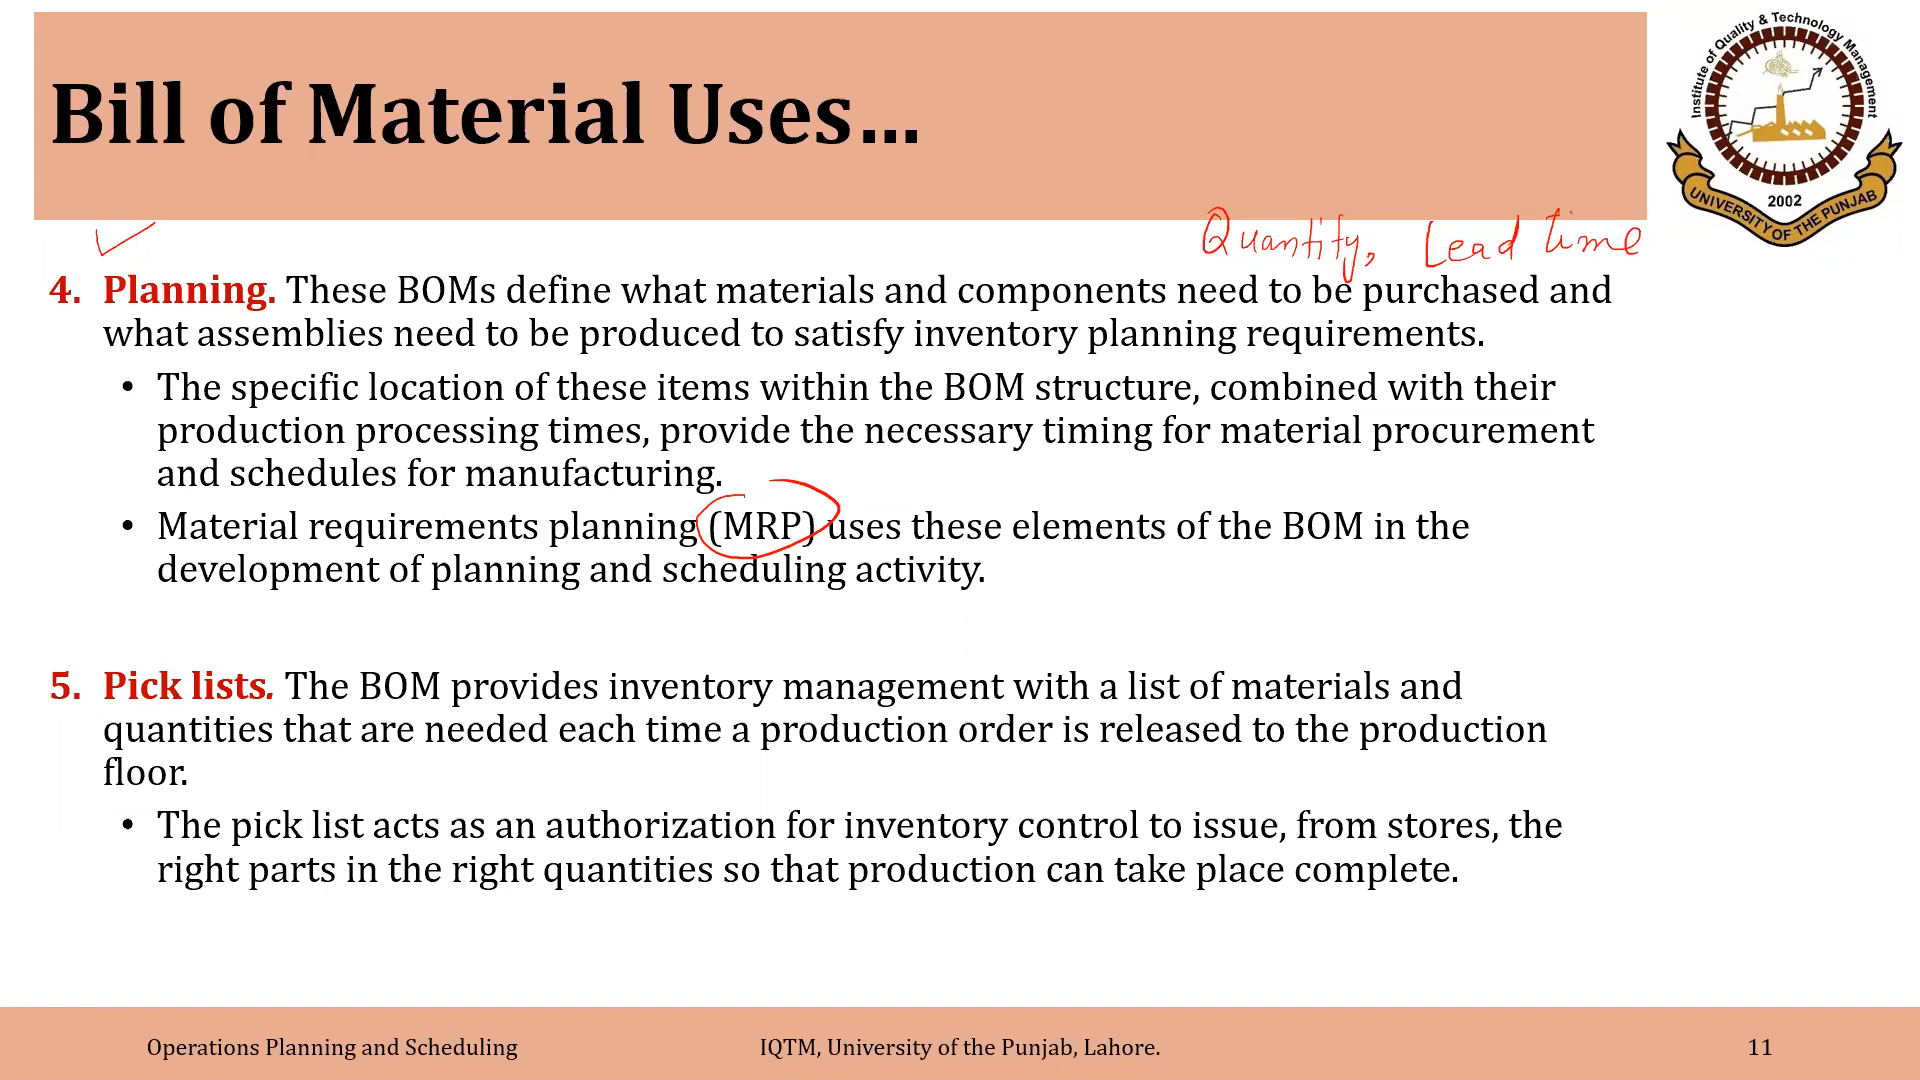 Bill of Material Uses...
Institute of Quality & Technology Management
2002
UNIVERSITY OF THE PUNJAB
Quantity, Lead time
4. Planning. These BOMs define what materials and components need to be purchased and
what assemblies need to be produced to satisfy inventory planning requirements.
• The specific location of these items within the BOM structure, combined with their
production processing times, provide the necessary timing for material procurement
and schedules for manufacturing.
• Material requirements planning (MRP) uses these elements of the BOM in the
development of planning and scheduling activity.
5. Pick lists. The BOM provides inventory management with a list of materials and
quantities that are needed each time a production order is released to the production
floor.
• The pick list acts as an authorization for inventory control to issue, from stores, the
right parts in the right quantities so that production can take place complete.
Operations Planning and Scheduling
IQTM, University of the Punjab, Lahore.
11